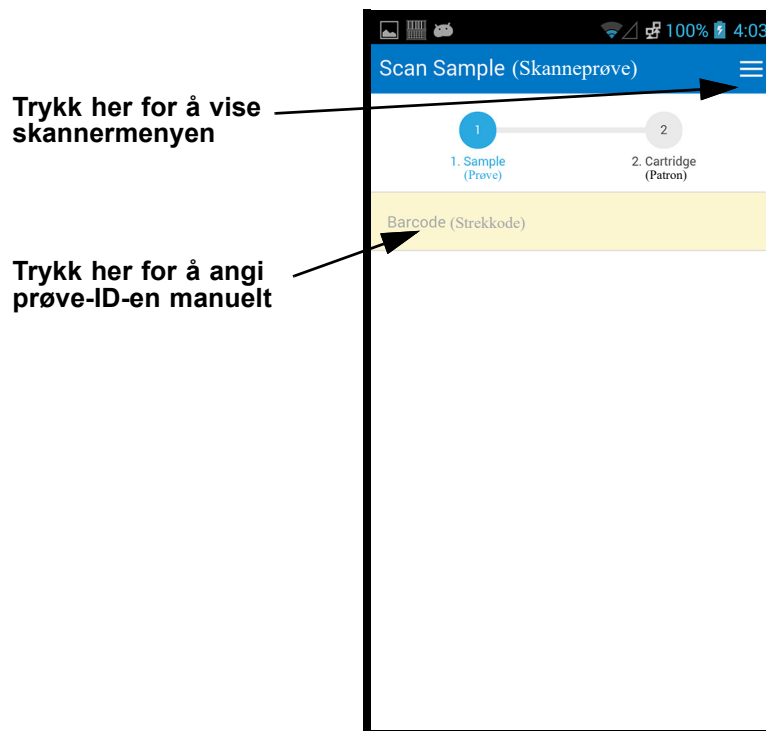 100% 4:03
Scan Sample (Skanneprøve)
Trykk her for å vise
skannermenyen
1
2
1. Sample
(Prøve)
2. Cartridge
(Patron)
Barcode (Strekkode)
Trykk her for å angi
prøve-ID-en manuelt